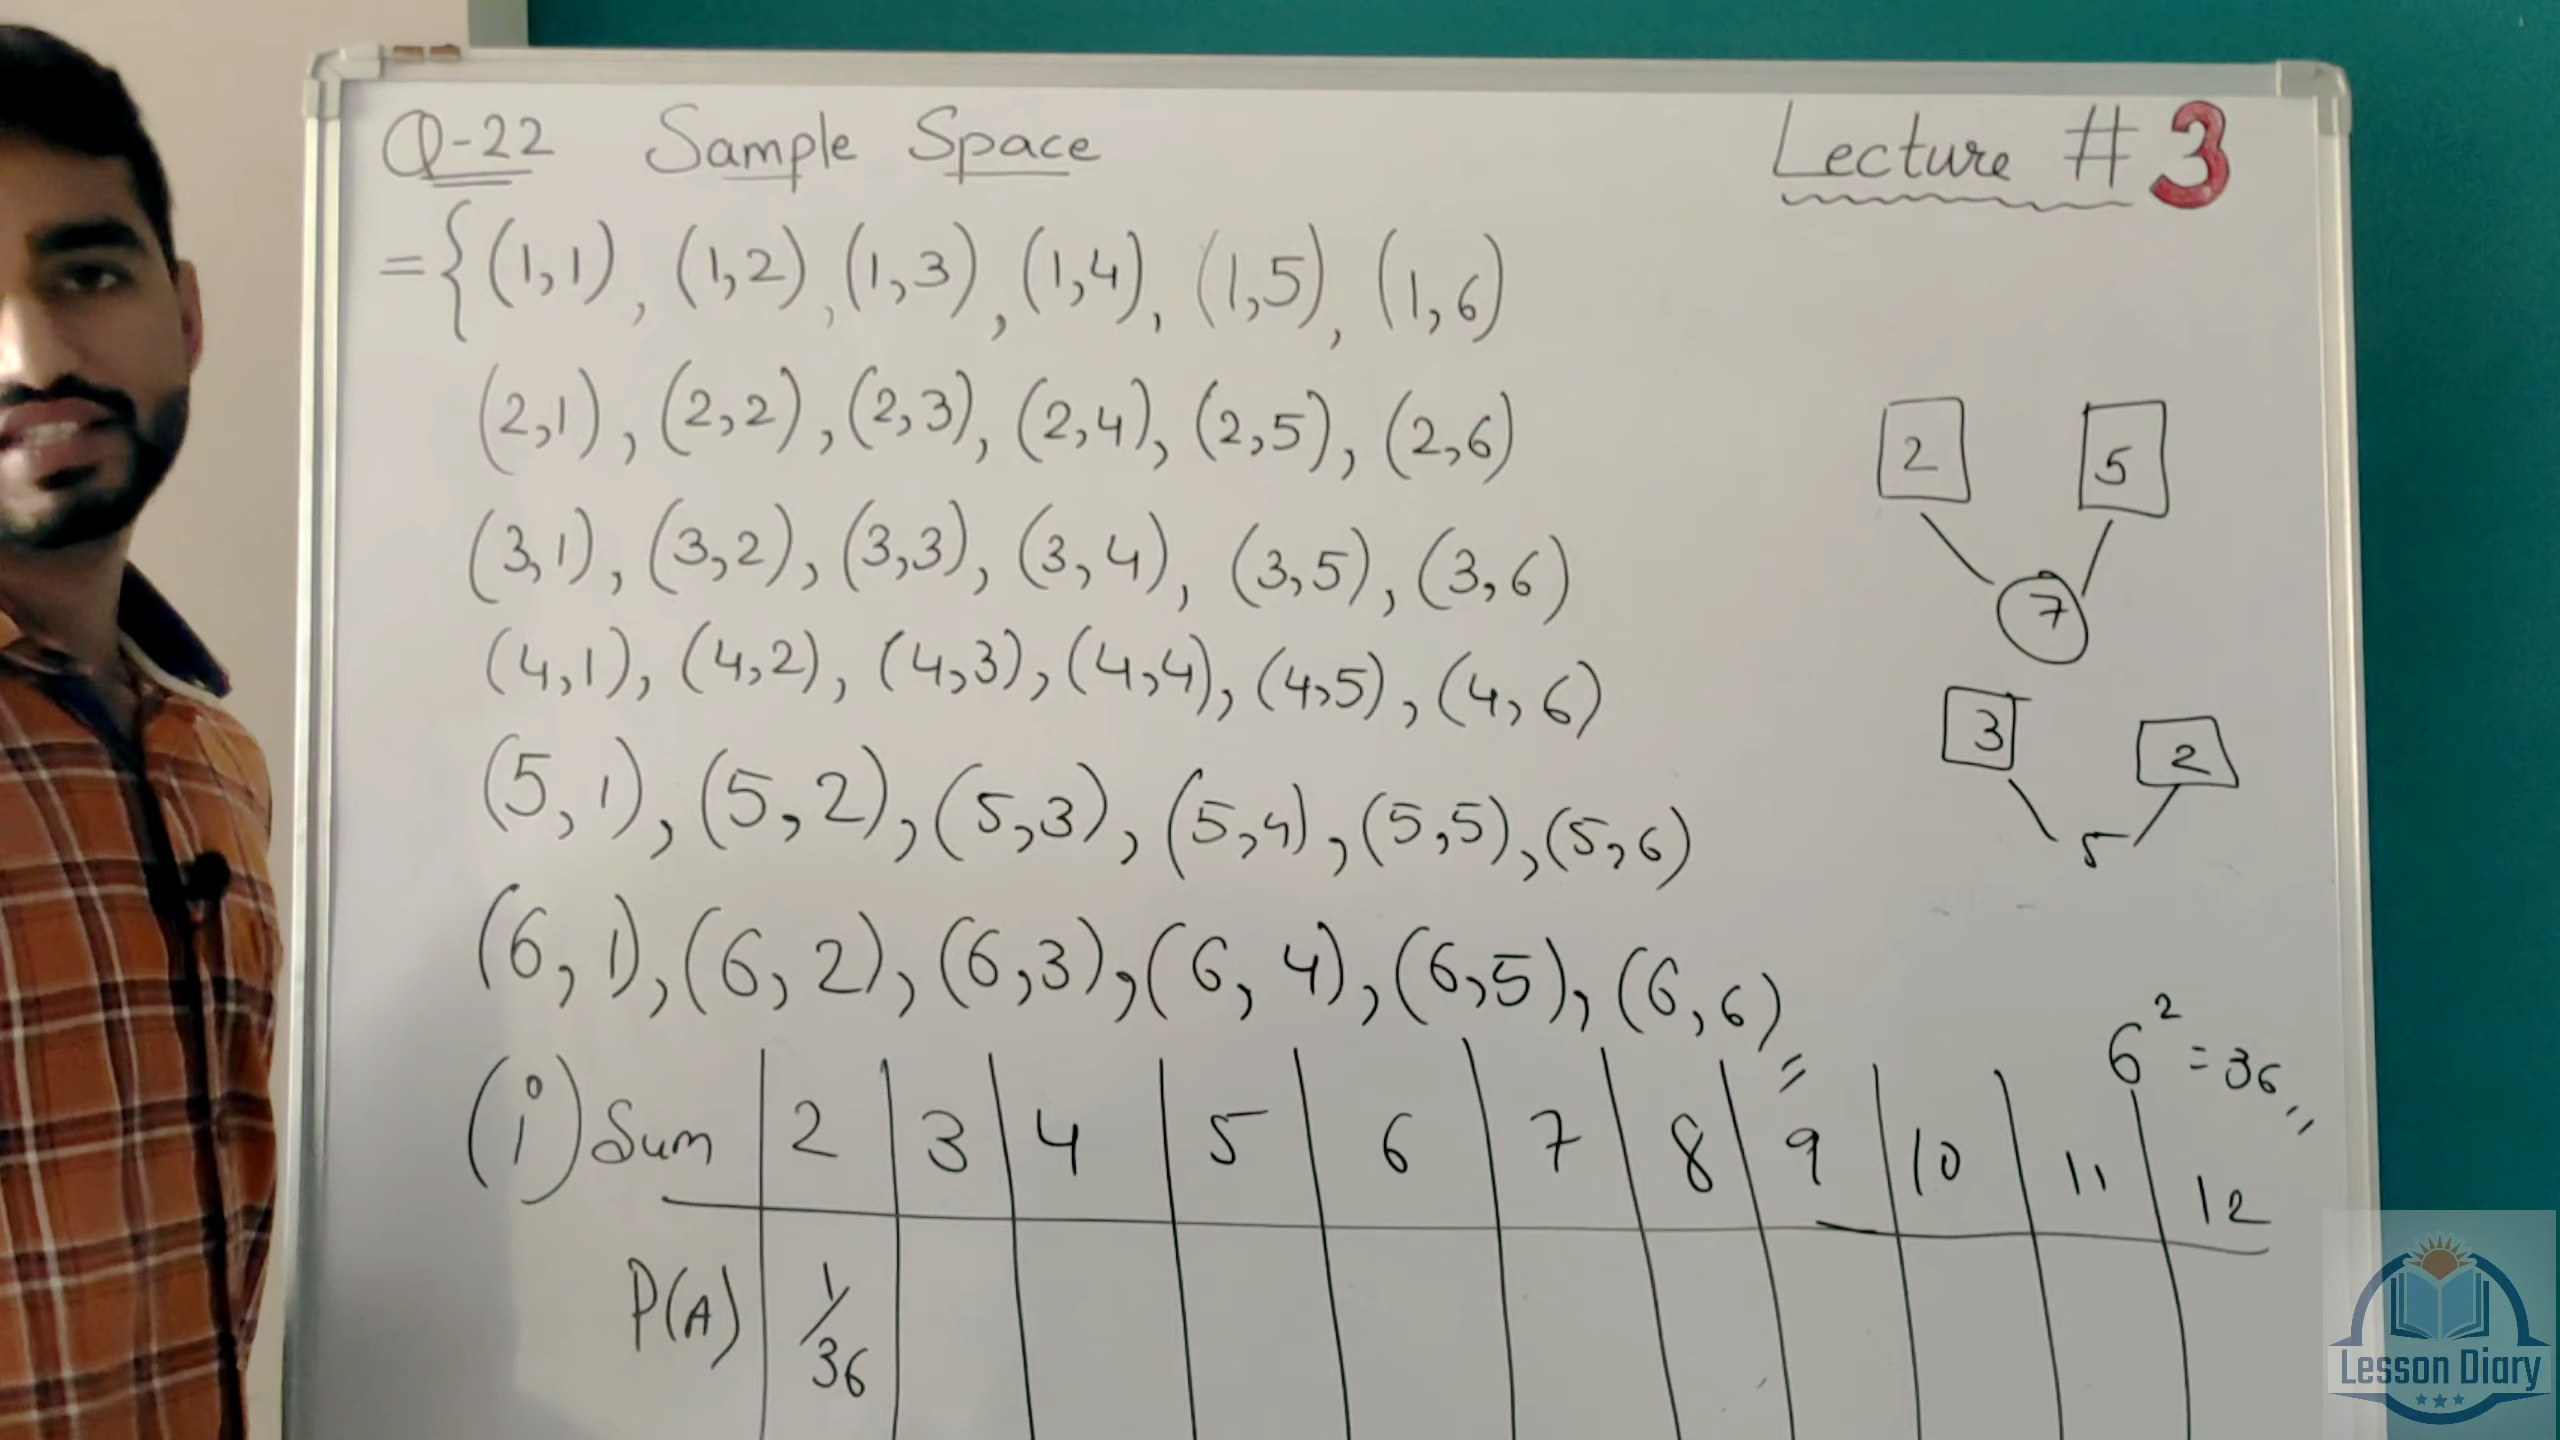 Q-22 Sample Space
Lecture # 3
= {(1,1), (1,2), (1,3), (1,4), (1,5), (1,6)
(2,1), (2,2), (2,3), (2,4), (2,5), (2,6)
(3,1), (3,2), (3,3), (3,4), (3,5), (3,6)
(4,1), (4,2), (4,3), (4,4), (4,5), (4,6)
(5,1), (5,2), (5,3), (5,4), (5,5), (5,6)
(6,1), (6,2), (6,3), (6,4), (6,5), (6,6)
2 5
7
3 2
5
6² = 36
(i) Sum 2 3 4 5 6 7 8 9 10 11 12
P(A) 1/36
Lesson Diary